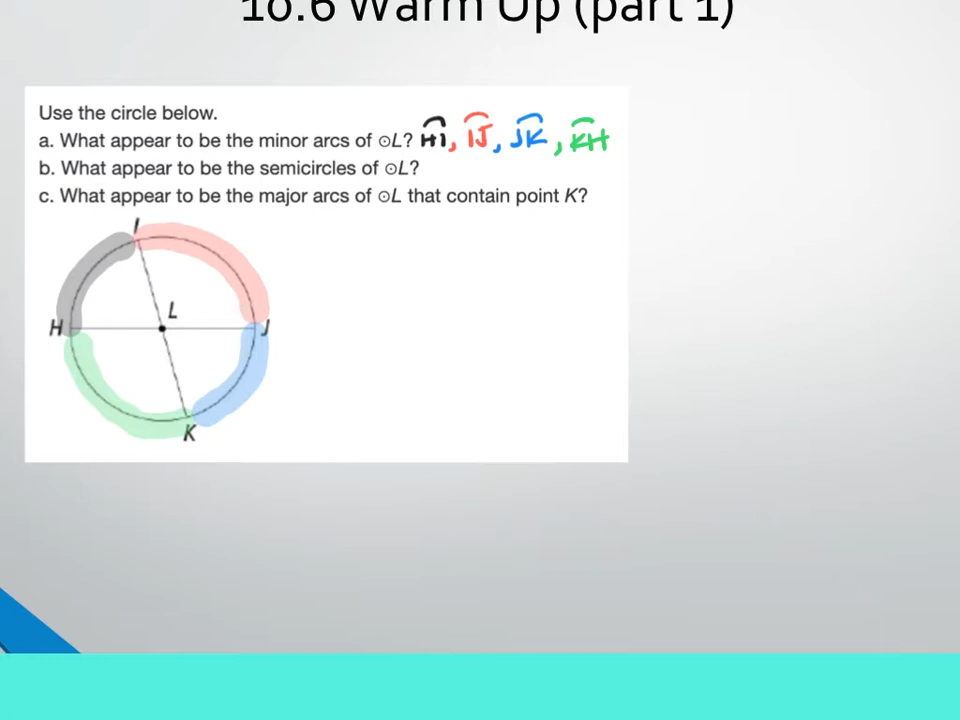 10.6 Warm Up (part 1)
Use the circle below.
a. What appear to be the minor arcs of ⊙L? HI, IJ, JK, KH
b. What appear to be the semicircles of ⊙L?
c. What appear to be the major arcs of ⊙L that contain point K?
I
L
H
J
K